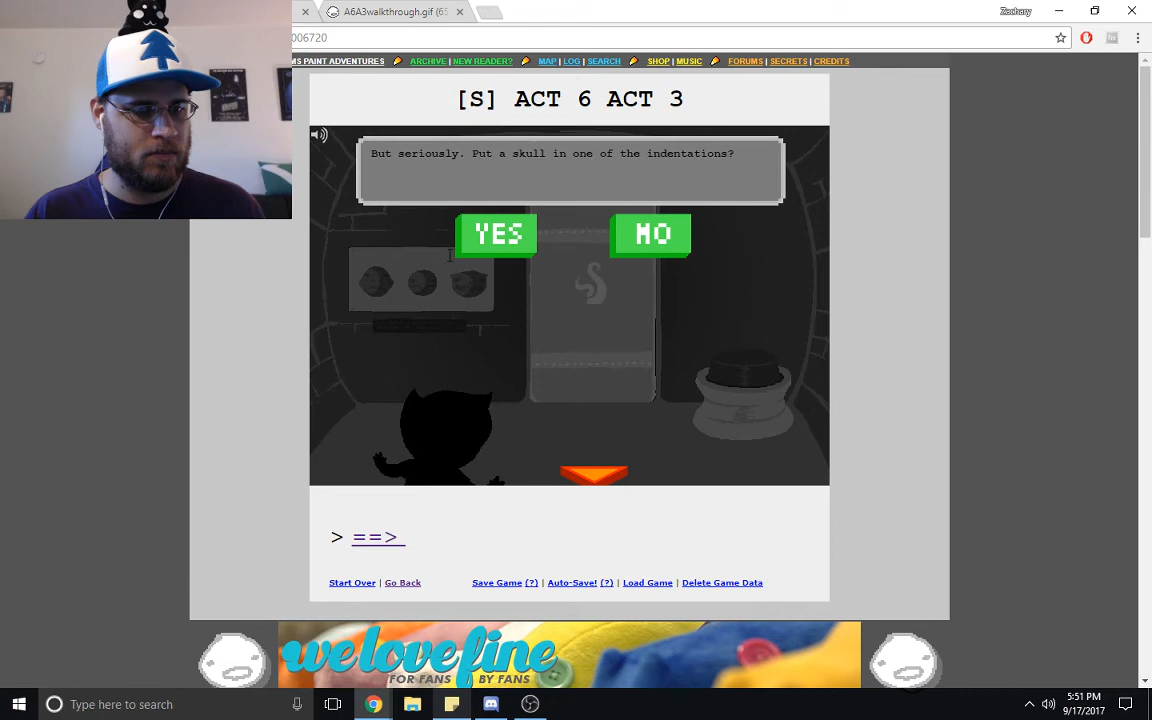 A6A3walkthrough.gif (63
Zachary
006720
MS PAINT ADVENTURES ARCHIVE | NEW READER? MAP | LOG | SEARCH SHOP | MUSIC FORUMS | SECRETS | CREDITS
[S] ACT 6 ACT 3
But seriously. Put a skull in one of the indentations?
YES NO
> ==>
Start Over | Go Back Save Game (?) | Auto-Save! (?) | Load Game | Delete Game Data
welovefine
FOR FANS BY FANS
Type here to search
5:51 PM
9/17/2017